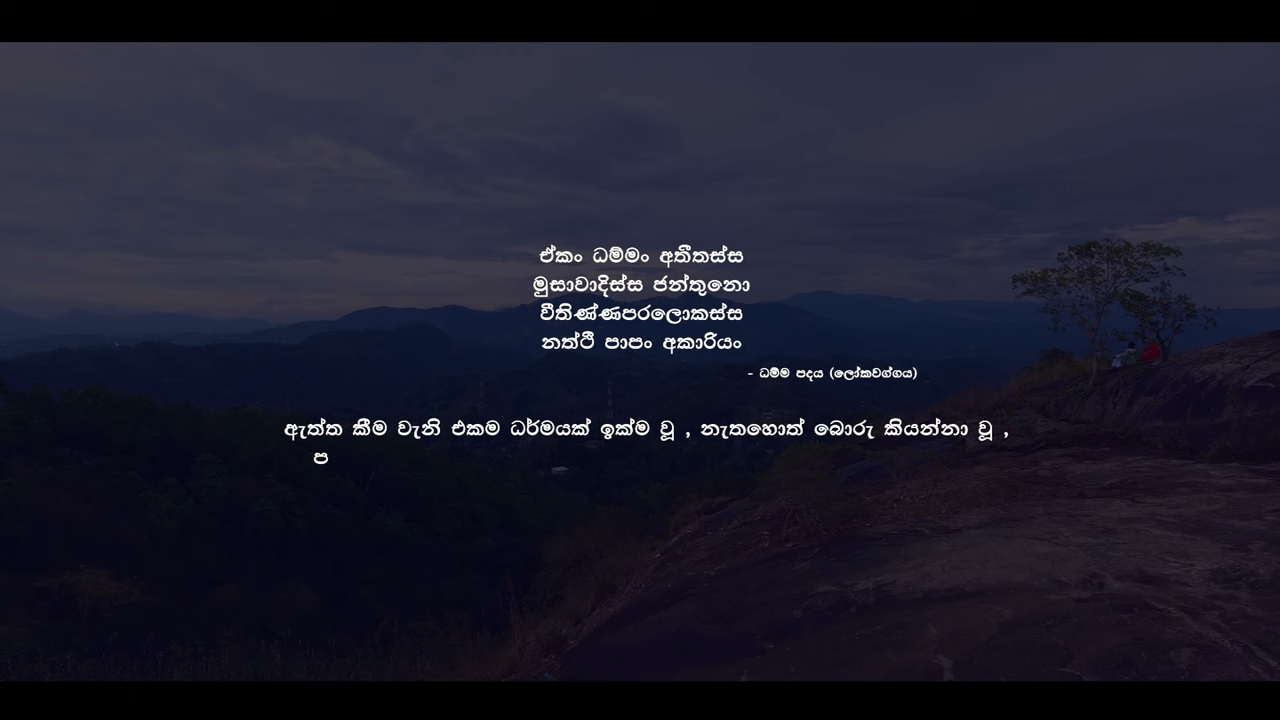 ඒකං ධම්මං අතීතස්ස
මුසාවාදිස්ස ජන්තුනො
වීතිණ්ණපරලොකස්ස
නත්ථි පාපං අකාරියං
- ධම්ම පදය (ලෝකවග්ගය)
ඇත්ත කීම වැනි එකම ධර්මයක් ඉක්ම වූ , නැතහොත් බොරු කියන්නා වූ ,
ප